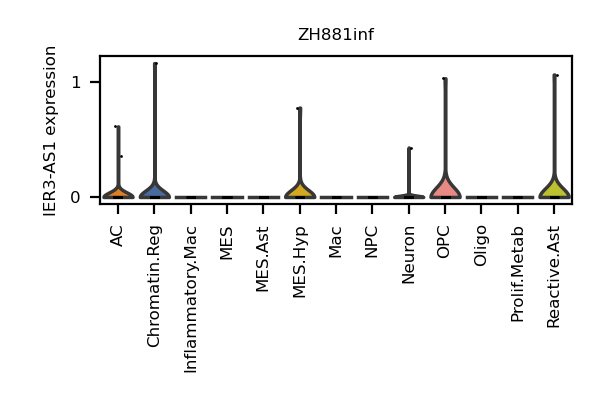 ZH881inf
IER3-AS1 expression
1
0
AC
Chromatin.Reg
Inflammatory.Mac
MES
MES.Ast
MES.Hyp
Mac
NPC
Neuron
OPC
Oligo
Prolif.Metab
Reactive.Ast